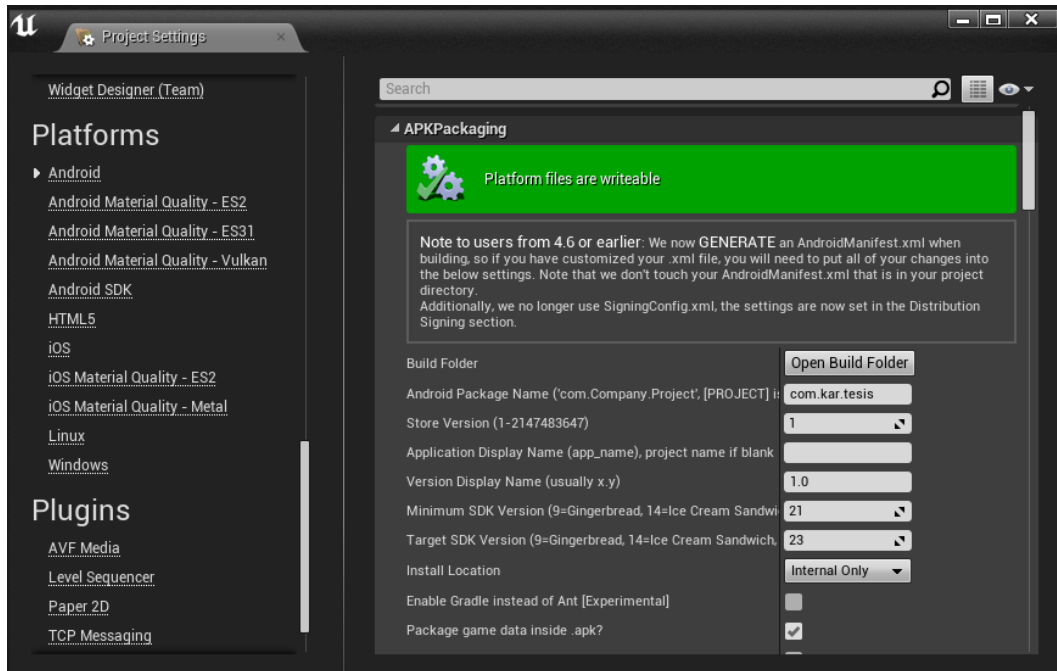 Project Settings
Widget Designer (Team)
Platforms
Android
Android Material Quality - ES2
Android Material Quality - ES31
Android Material Quality - Vulkan
Android SDK
HTML5
iOS
iOS Material Quality - ES2
iOS Material Quality - Metal
Linux
Windows
Plugins
AVF Media
Level Sequencer
Paper 2D
TCP Messaging
Search
APKPackaging
Platform files are writeable
Note to users from 4.6 or earlier: We now GENERATE an AndroidManifest.xml when
building, so if you have customized your .xml file, you will need to put all of your changes into
the below settings. Note that we don't touch your AndroidManifest.xml that is in your project
directory.
Additionally, we no longer use SigningConfig.xml, the settings are now set in the Distribution
Signing section.
Build Folder Open Build Folder
Android Package Name ('com.Company.Project', [PROJECT] i com.kar.tesis
Store Version (1-2147483647) 1
Application Display Name (app_name), project name if blank
Version Display Name (usually x.y) 1.0
Minimum SDK Version (9=Gingerbread, 14=Ice Cream Sandwi 21
Target SDK Version (9=Gingerbread, 14=Ice Cream Sandwich, 23
Install Location Internal Only
Enable Gradle instead of Ant [Experimental]
Package game data inside .apk?